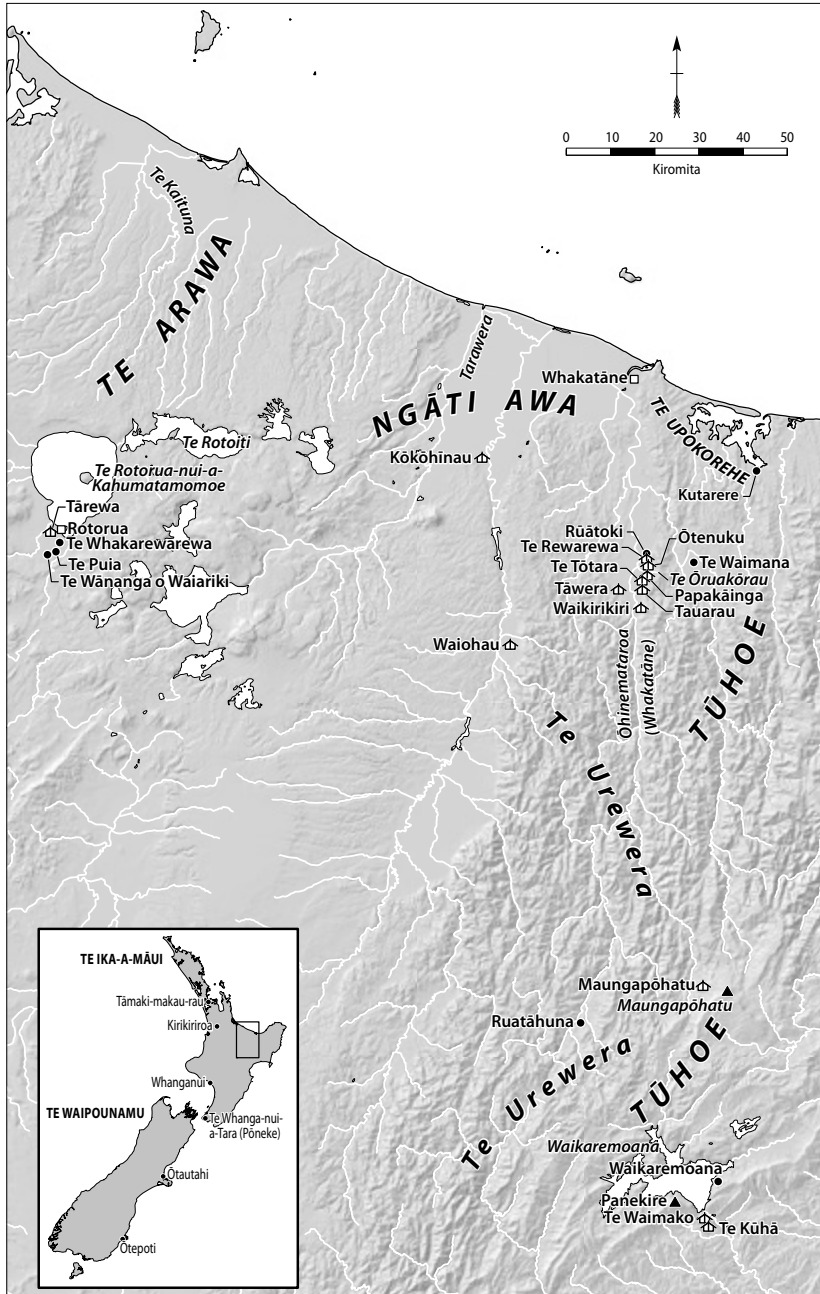 0 10 20 30 40 50
Kiromita
Te Kaituna
TE ARAWA
Tarawera
Whakatāne
NGĀTI AWA
TE UPOKOREHE
Te Rotoiti
Kōkohīnau
Te Rotorua-nui-a-
Kahumatamomoe
Kutarere
Tārewa
Rotorua
Te Whakarewārewa
Te Puia
Te Wānanga o Waiariki
Rūātoki
Ōtenuku
Te Rewarewa
Te Waimana
Te Tōtara
Te Ōruakōrau
Tāwera
Papakāinga
Waikirikiri
Tauarau
Waiohau
Ōhinemataroa
(Whakatāne)
TŪHOE
Te Urewera
Maungapōhatu
Maungapōhatu
Ruatāhuna
Te Urewera
TŪHOE
Waikaremoana
Waikaremoana
Panekire
Te Waimako
Te Kūhā
TE IKA-A-MĀUI
Tāmaki-makau-rau
Kirikiriroa
Whanganui
TE WAIPOUNAMU
Te Whanga-nui-
a-Tara (Pōneke)
Ōtautahi
Ōtepoti